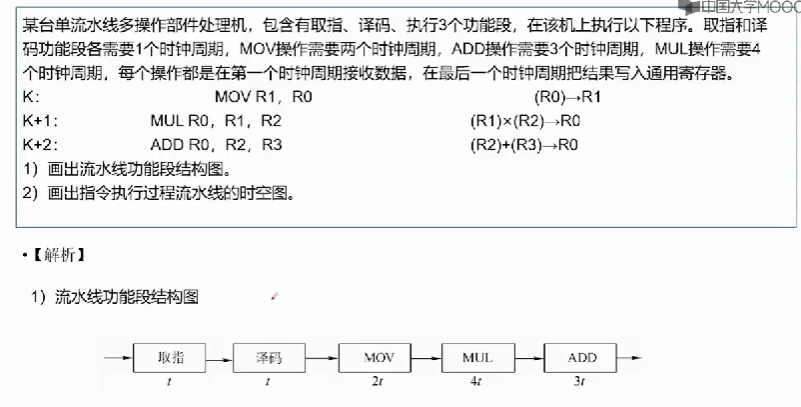 中国大学MOOC
某台单流水线多操作部件处理机，包含有取指、译码、执行3个功能段，在该机上执行以下程序。取指和译
码功能段各需要1个时钟周期，MOV操作需要两个时钟周期，ADD操作需要3个时钟周期，MUL操作需要4
个时钟周期，每个操作都是在第一个时钟周期接收数据，在最后一个时钟周期把结果写入通用寄存器。
K： MOV R1，R0 (R0)→R1
K+1： MUL R0，R1，R2 (R1)×(R2)→R0
K+2： ADD R0，R2，R3 (R2)+(R3)→R0
1）画出流水线功能段结构图。
2）画出指令执行过程流水线的时空图。
•【解析】
1）流水线功能段结构图
取指 译码 MOV MUL ADD
t t 2t 4t 3t